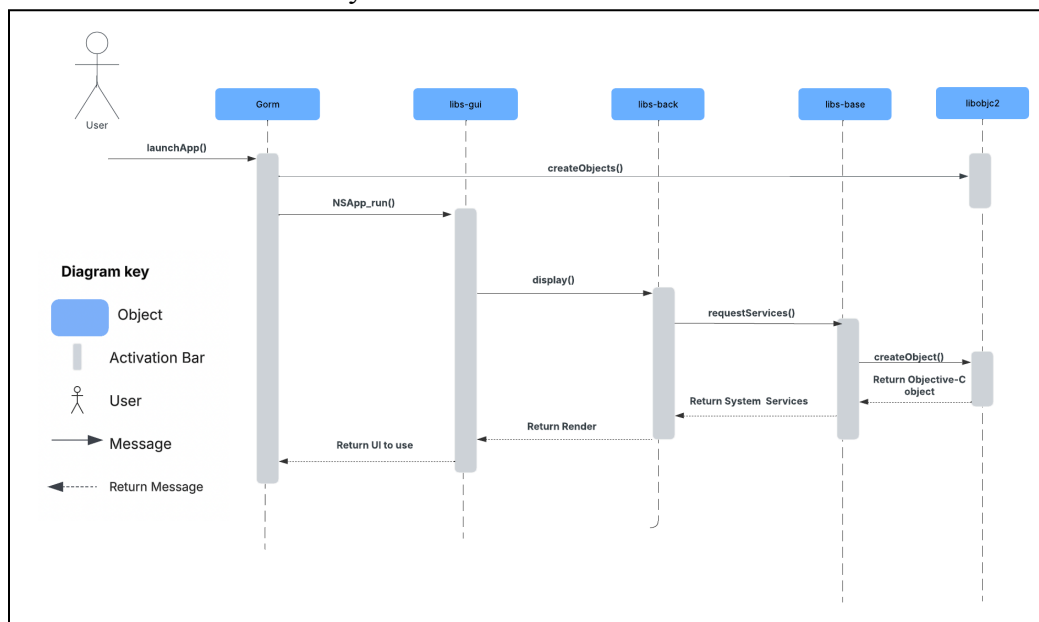 Gorm
libs-gui
libs-back
libs-base
libobjc2
User
launchApp()
createObjects()
NSApp_run()
display()
requestServices()
createObject()
Return Objective-C
object
Return System Services
Return Render
Return UI to use
Diagram key
Object
Activation Bar
User
Message
Return Message